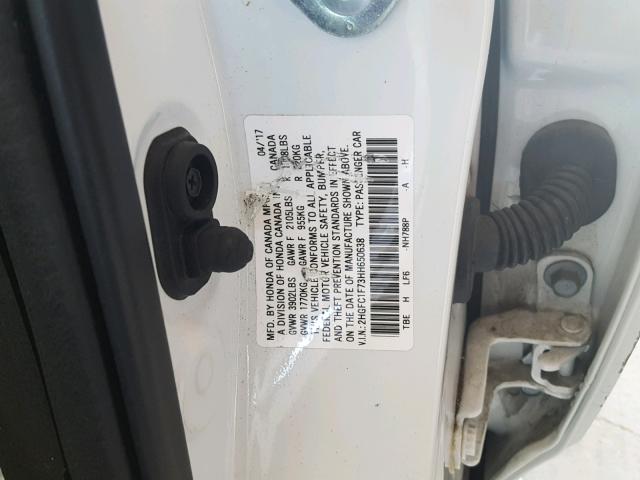 MFD. BY HONDA OF CANADA MFG. 04/17
A DIVISION OF HONDA CANADA CANADA
GVWR 3902LBS GAWR F 2105LBS R
GVWR 1770KG GAWR F 955KG R
THIS VEHICLE CONFORMS TO ALL APPLICABLE
FEDERAL MOTOR VEHICLE SAFETY, BUMPER,
AND THEFT PREVENTION STANDARDS IN EFFECT
ON THE DATE OF MANUFACTURE SHOWN ABOVE.
V.I.N.:2HGFC1F73HH650638 TYPE: PASSENGER CAR
TBE H LF6 NH788P -A H